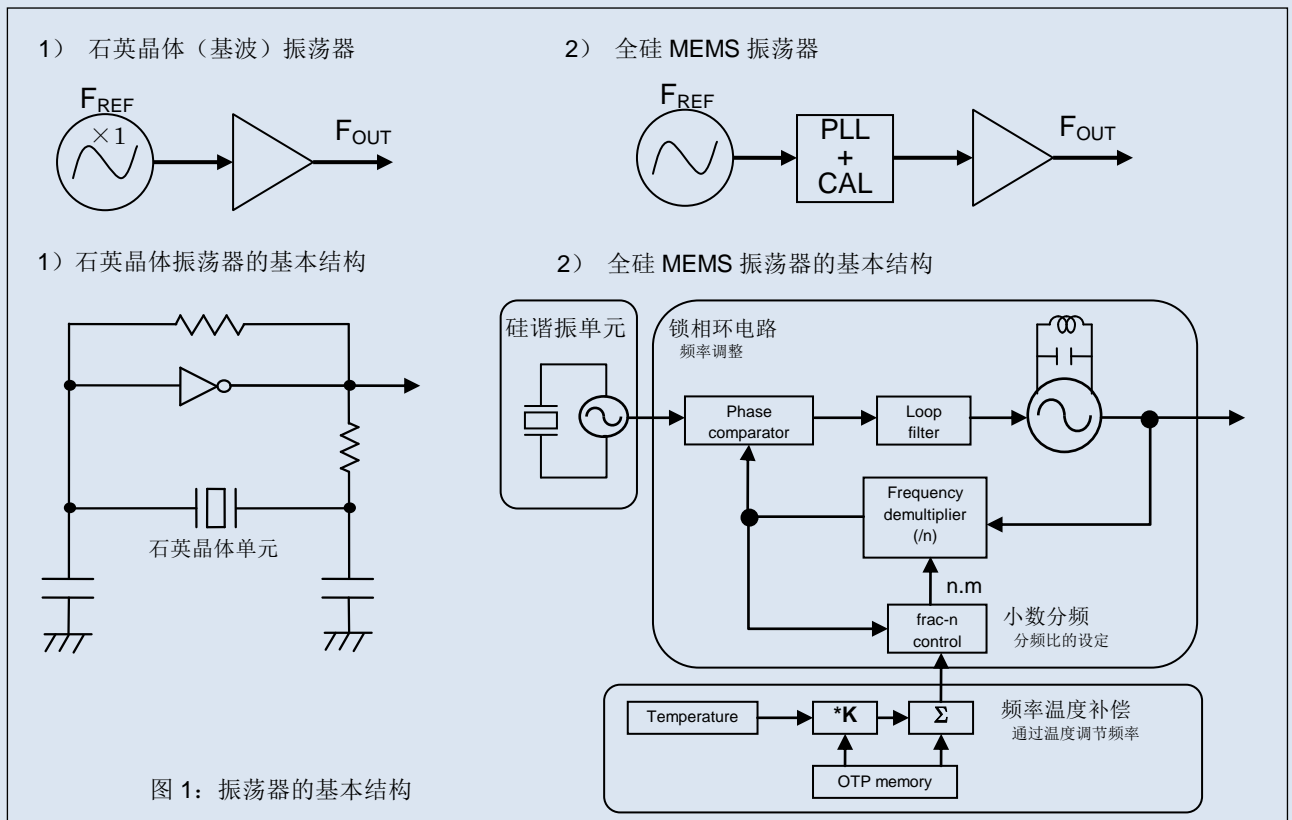 1） 石英晶体（基波）振荡器
F_REF
×1
F_OUT
2） 全硅 MEMS 振荡器
F_REF
PLL
+
CAL
F_OUT
1）石英晶体振荡器的基本结构
石英晶体单元
2） 全硅 MEMS 振荡器的基本结构
硅谐振单元
锁相环电路
频率调整
Phase
comparator
Loop
filter
Frequency
demultiplier
(/n)
n.m
frac-n
control
小数分频
分频比的设定
Temperature
*K
Σ
频率温度补偿
通过温度调节频率
OTP memory
图 1：振荡器的基本结构